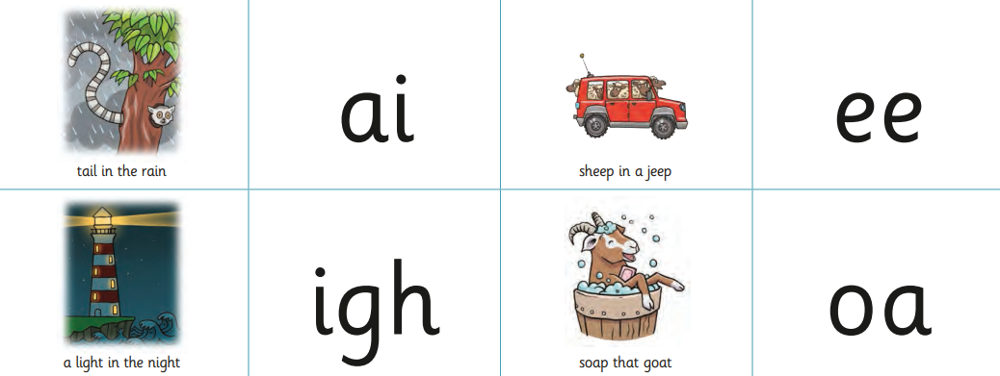 ai
ee
tail in the rain
sheep in a jeep
igh
oa
a light in the night
soap that goat